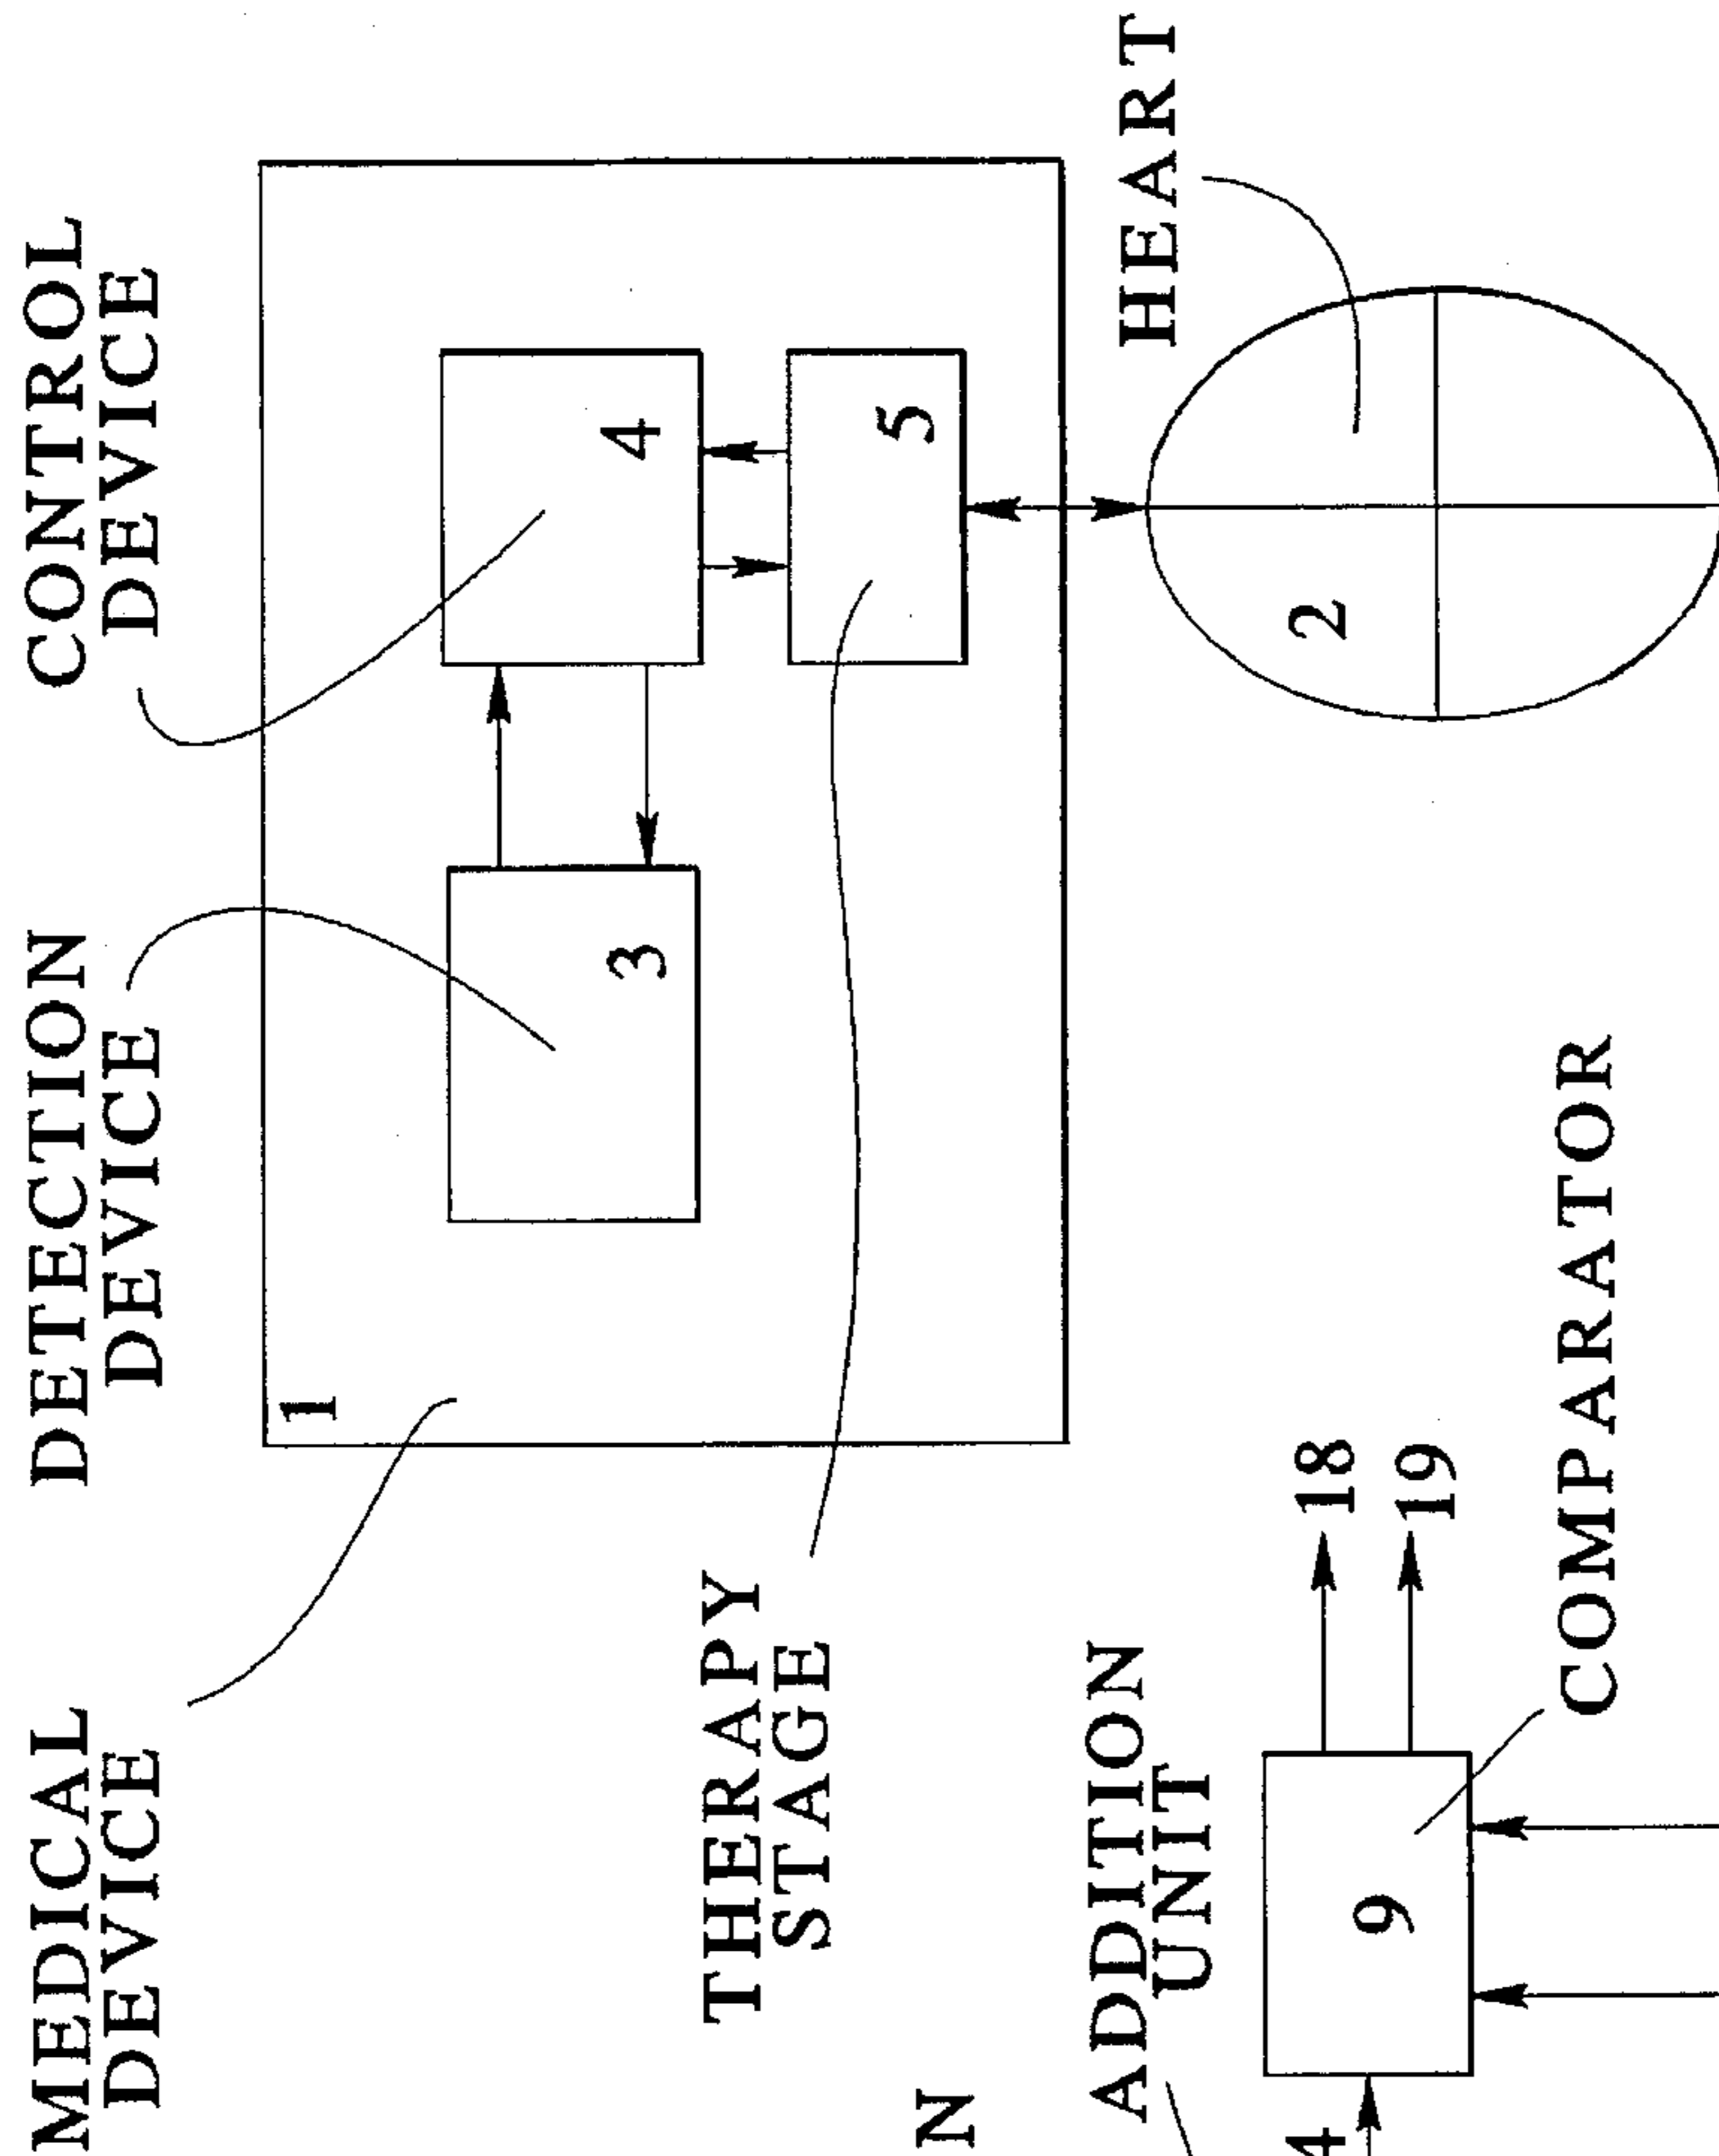 MEDICAL
DEVICE
DETECTION
DEVICE
CONTROL
DEVICE
1
3
4
THERAPY
STAGE
5
N
ADDITION
UNIT
HEART
2
4
9
18
19
COMPARATOR